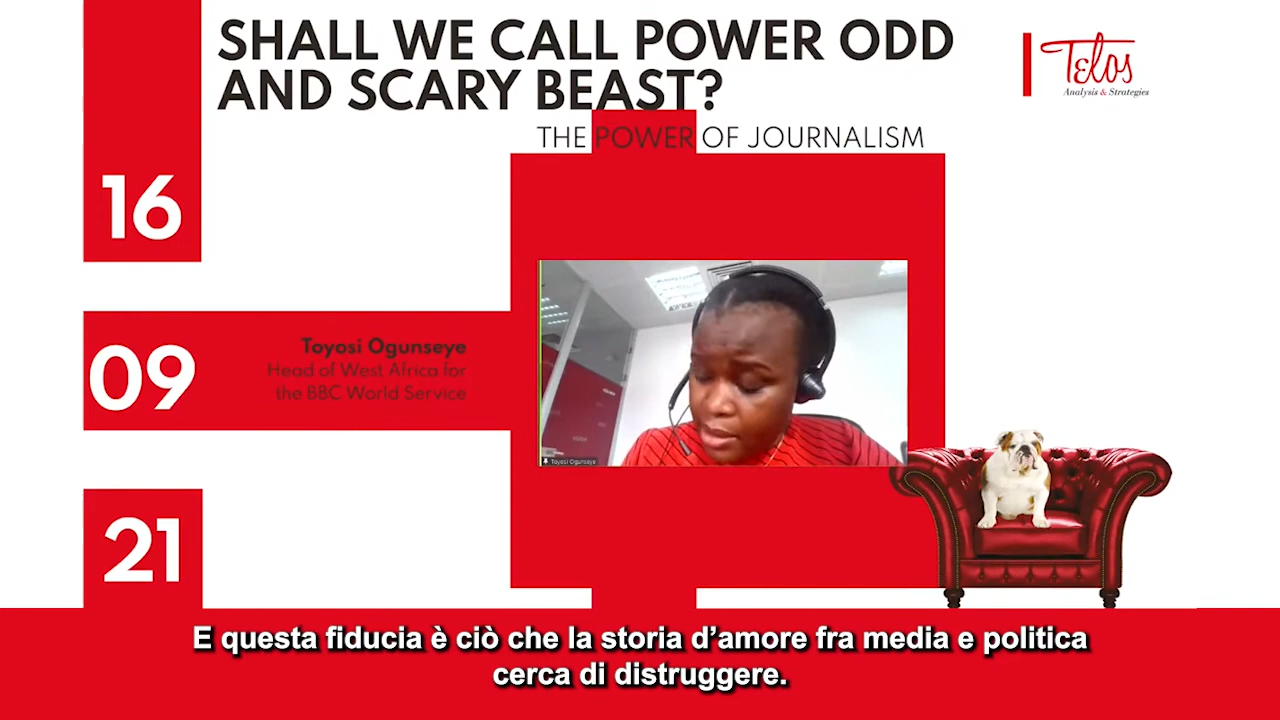 SHALL WE CALL POWER ODD
AND SCARY BEAST?
THE POWER OF JOURNALISM
Telos
Analysis & Strategies
16
09
21
Toyosi Ogunseye
Head of West Africa for
the BBC World Service
Toyosi Ogunseye
E questa fiducia è ciò che la storia d’amore fra media e politica
cerca di distruggere.